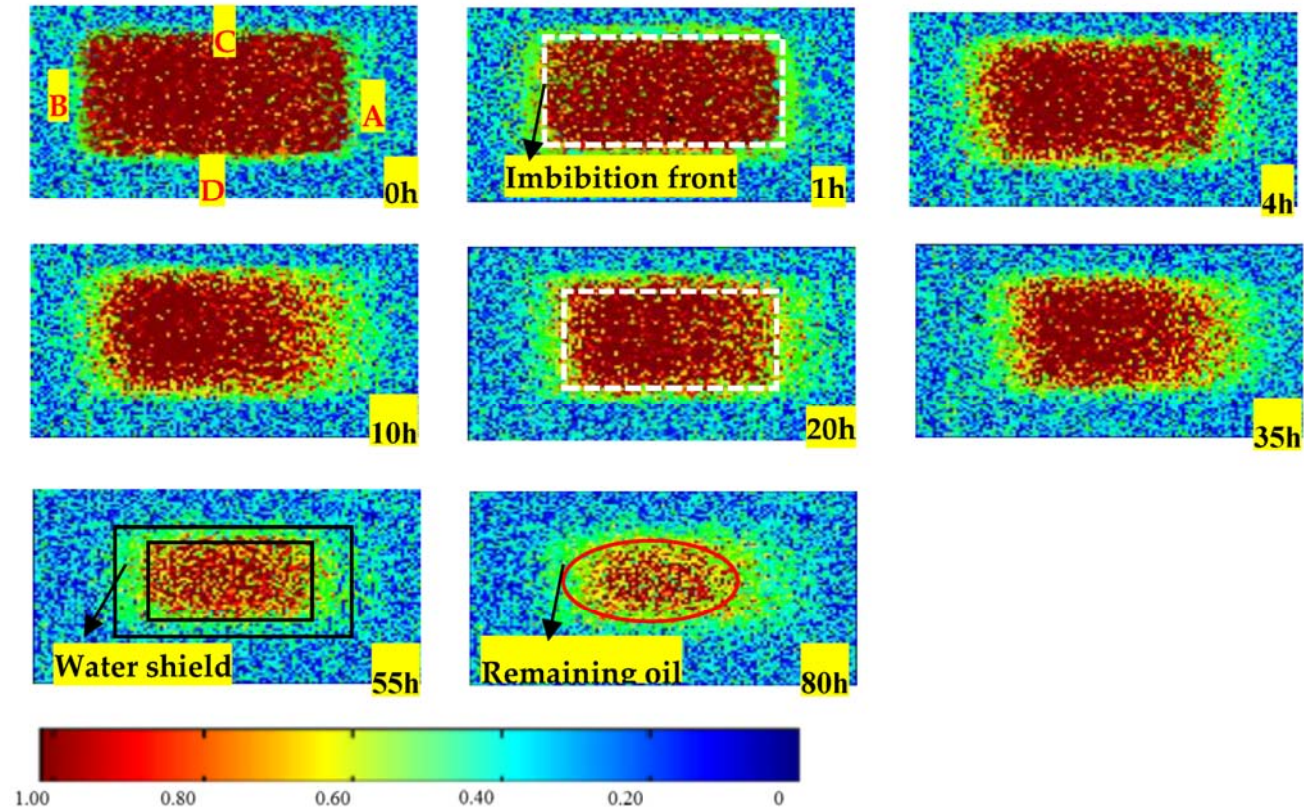 C
B
A
D
0h
Imbibition front
1h
4h
10h
20h
35h
Water shield
55h
Remaining oil
80h
1.00 0.80 0.60 0.40 0.20 0